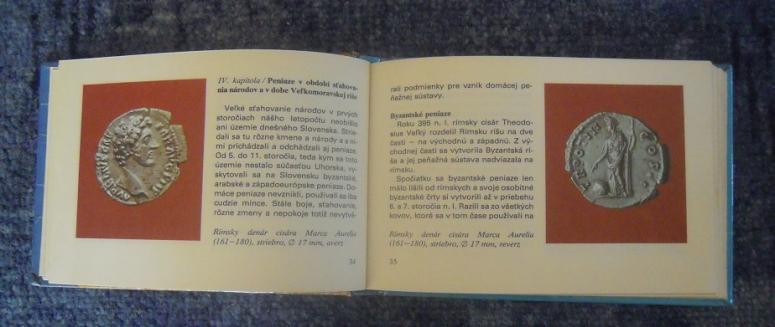 IV. kapitola / Peniaze v období sťahova-
nia národov a v dobe Veľkomoravskej ríše
Veľké sťahovanie národov v prvých
storočiach nášho letopočtu neobišlo
ani územie dnešného Slovenska. Strie-
dali sa tu rôzne kmene a národy a s ni-
mi prichádzali a odchádzali aj peniaze.
Od 5. do 11. storočia, teda kým sa toto
územie nestalo súčasťou Uhorska, vy-
skytovali sa na Slovensku byzantské,
arabské a západoeurópske peniaze. Do-
máce peniaze nevznikli, používali sa iba
cudzie mince. Stále boje, sťahovanie,
rôzne zmeny a nepokoje totiž nevytvá-
Rímsky denár cisára Marca Aurelia
(161—180), striebro, ∅ 17 mm, averz
34
rali podmienky pre vznik domácej pe-
ňažnej sústavy.
Byzantské peniaze
Roku 395 n. l. rímsky cisár Theodo-
sius Veľký rozdelil Rímsku ríšu na dve
časti — na východnú a západnú. Z vý-
chodnej časti sa vytvorila Byzantská rí-
ša a jej peňažná sústava nadviazala na
rímsku.
Spočiatku sa byzantské peniaze len
málo líšili od rímskych a svoje osobitné
byzantské črty si vytvorili až v priebehu
6. a 7. storočia n. l. Razili sa zo všetkých
kovov, ktoré sa v tom čase používali na
Rímsky denár cisára Marca Aurelia
(161—180), striebro, ∅ 17 mm, reverz
35